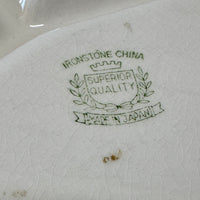 IRONSTONE CHINA
SUPERIOR
QUALITY
MADE IN JAPAN